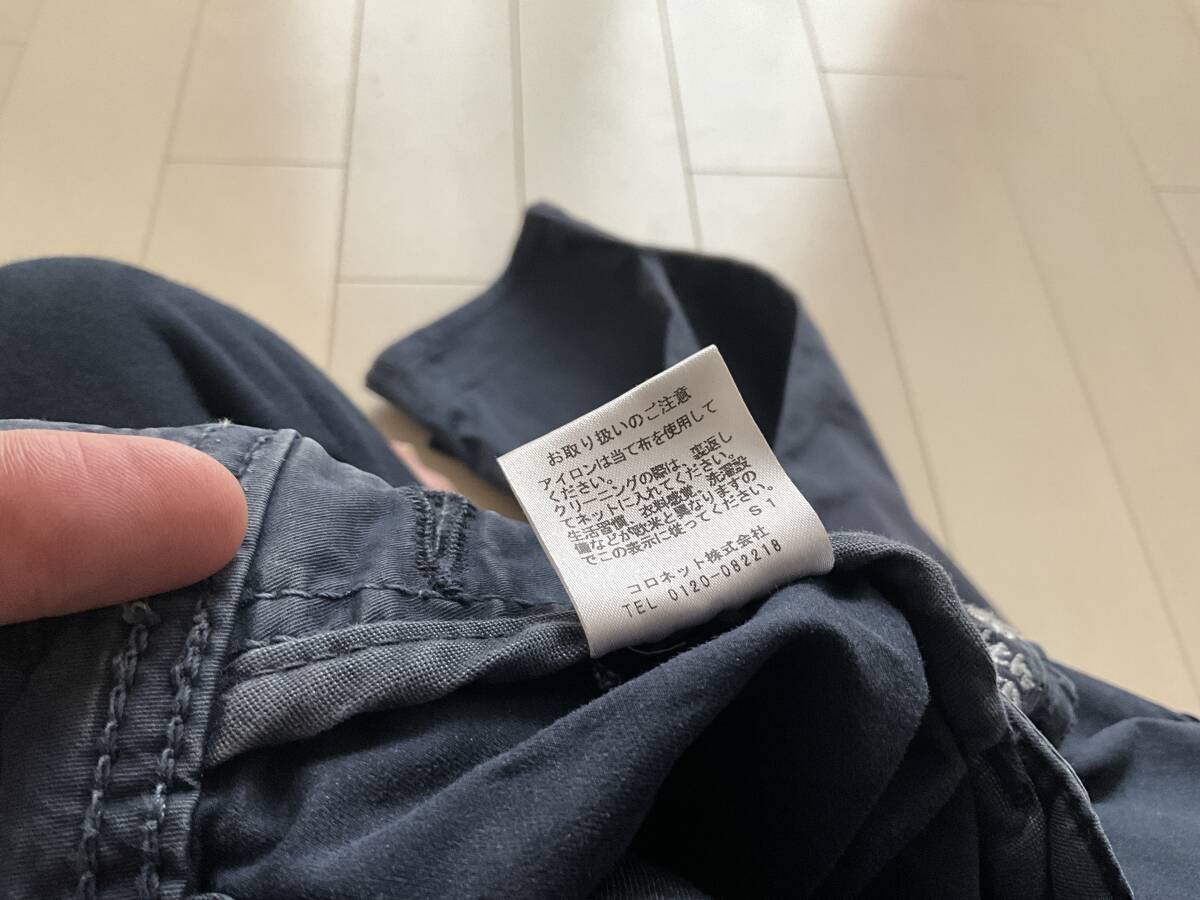 お取り扱いのご注意
アイロンは当て布を使用して
ください。
クリーニングの際は、裏返し
てネットに入れてください。
生活習慣、衣料感覚、洗濯設
備などが欧米と異なりますの
でこの表示に従ってください。
S1
コロネット株式会社
TEL 0120-082218